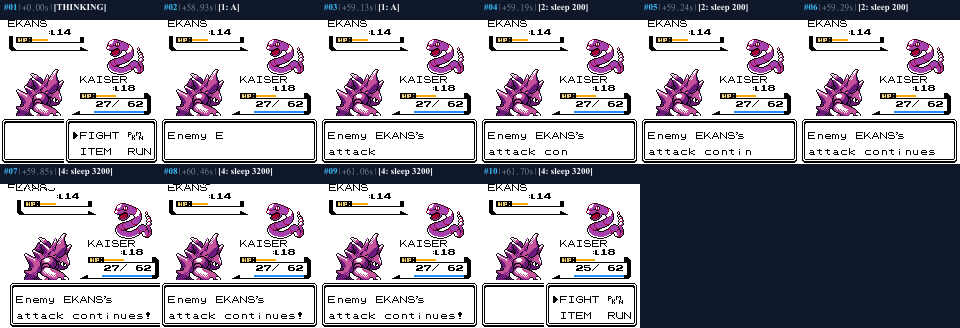 #01 | +0.00s | [THINKING]
EKANS
:L14
HP:
KAISER
:L18
HP:
27/ 62
▶FIGHT PKMN
ITEM RUN
#02 | +58.93s | [1: A]
EKANS
:L14
HP:
KAISER
:L18
HP:
27/ 62
Enemy E
#03 | +59.13s | [1: A]
EKANS
:L14
HP:
KAISER
:L18
HP:
27/ 62
Enemy EKANS's
attack
#04 | +59.19s | [2: sleep 200]
EKANS
:L14
HP:
KAISER
:L18
HP:
27/ 62
Enemy EKANS's
attack con
#05 | +59.24s | [2: sleep 200]
EKANS
:L14
HP:
KAISER
:L18
HP:
27/ 62
Enemy EKANS's
attack contin
#06 | +59.29s | [2: sleep 200]
EKANS
:L14
HP:
KAISER
:L18
HP:
27/ 62
Enemy EKANS's
attack continues
#07 | +59.85s | [4: sleep 3200]
EKANS
:L14
HP:
KAISER
:L18
HP:
27/ 62
Enemy EKANS's
attack continues!
#08 | +60.46s | [4: sleep 3200]
EKANS
:L14
HP:
KAISER
:L18
HP:
27/ 62
Enemy EKANS's
attack continues!
#09 | +61.06s | [4: sleep 3200]
EKANS
:L14
HP:
KAISER
:L18
HP:
27/ 62
Enemy EKANS's
attack continues!
#10 | +61.70s | [4: sleep 3200]
EKANS
:L14
HP:
KAISER
:L18
HP:
25/ 62
▶FIGHT PKMN
ITEM RUN